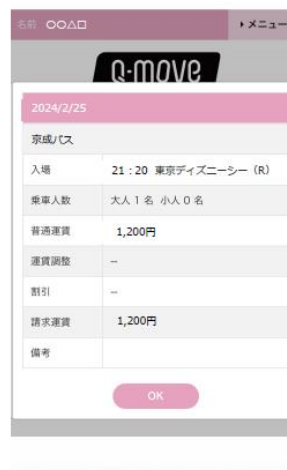 名前 〇〇△□
▶メニュー
Q-move
2024/2/25
京成バス
入場 21：20 東京ディズニーシー（R）
乗車人数 大人１名 小人０名
普通運賃 1,200円
運賃調整 --
割引 --
請求運賃 1,200円
備考
OK